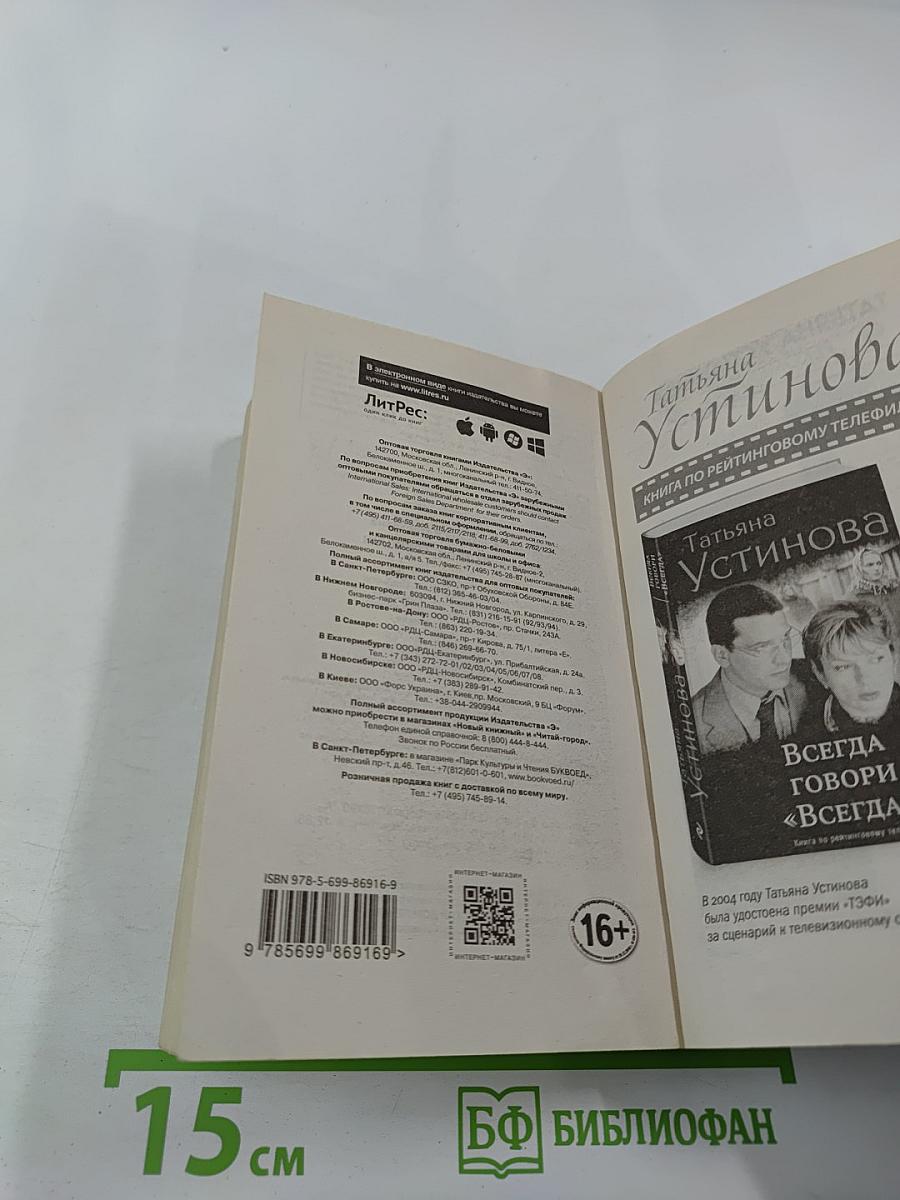 В электронном виде книги издательства вы можете
купить на www.litres.ru
ЛитРес:
один клик до книг
Оптовая торговля книгами Издательства «Э»:
142700, Московская обл., Ленинский р-н, г. Видное,
Белокаменное ш., д. 1, многоканальный тел.: 411-50-74.
По вопросам приобретения книг Издательства «Э» зарубежными
оптовыми покупателями обращаться в отдел зарубежных продаж
International Sales: International wholesale customers should contact
Foreign Sales Department for their orders.
По вопросам заказа книг корпоративным клиентам,
в том числе в специальном оформлении, обращаться по тел.:
+7 (495) 411-68-59, доб. 2115/2117/2118; 411-68-99, доб. 2762/1234.
Оптовая торговля бумажно-беловыми
и канцелярскими товарами для школы и офиса:
142702, Московская обл., Ленинский р-н, г. Видное-2,
Белокаменное ш., д. 1, а/я 5. Тел./факс: +7 (495) 745-28-87 (многоканальный).
Полный ассортимент книг издательства для оптовых покупателей:
В Санкт-Петербурге: ООО СЗКО, пр-т Обуховской Обороны, д. 84Е.
Тел.: (812) 365-46-03/04.
В Нижнем Новгороде: 603094, г. Нижний Новгород, ул. Карпинского, д. 29,
бизнес-парк «Грин Плаза». Тел.: (831) 216-15-91 (92/93/94).
В Ростове-на-Дону: ООО «РДЦ-Ростов», пр. Стачки, 243А.
Тел.: (863) 220-19-34.
В Самаре: ООО «РДЦ-Самара», пр-т Кирова, д. 75/1, литера «Е».
Тел.: (846) 269-66-70.
В Екатеринбурге: ООО«РДЦ-Екатеринбург», ул. Прибалтийская, д. 24а.
Тел.: +7 (343) 272-72-01/02/03/04/05/06/07/08.
В Новосибирске: ООО «РДЦ-Новосибирск», Комбинатский пер., д. 3.
Тел.: +7 (383) 289-91-42.
В Киеве: ООО «Форс Украина», г. Киев,пр. Московский, 9 БЦ «Форум».
Тел.: +38-044-2909944.
Полный ассортимент продукции Издательства «Э»
можно приобрести в магазинах «Новый книжный» и «Читай-город».
Телефон единой справочной: 8 (800) 444-8-444.
Звонок по России бесплатный.
В Санкт-Петербурге: в магазине «Парк Культуры и Чтения БУКВОЕД»,
Невский пр-т, д.46. Тел.: +7(812)601-0-601, www.bookvoed.ru/
Розничная продажа книг с доставкой по всему миру.
Тел.: +7 (495) 745-89-14.
ISBN 978-5-699-86916-9
9 785699 869169 >
ИНТЕРНЕТ-МАГАЗИН
ИНТЕРНЕТ-МАГАЗИН
ИНТЕРНЕТ-МАГАЗИН
ИНТЕРНЕТ-МАГАЗИН
16+
Татьяна
Устинова
КНИГА ПО РЕЙТИНГОВОМУ ТЕЛЕФИЛ
Татьяна
Устинова
Всегда
говори
«Всегда
Книга по рейтинговому тел
Устинова
В 2004 году Татьяна Устинова
была удостоена премии «ТЭФИ»
за сценарий к телевизионному с
15 см
БФ БИБЛИОФАН